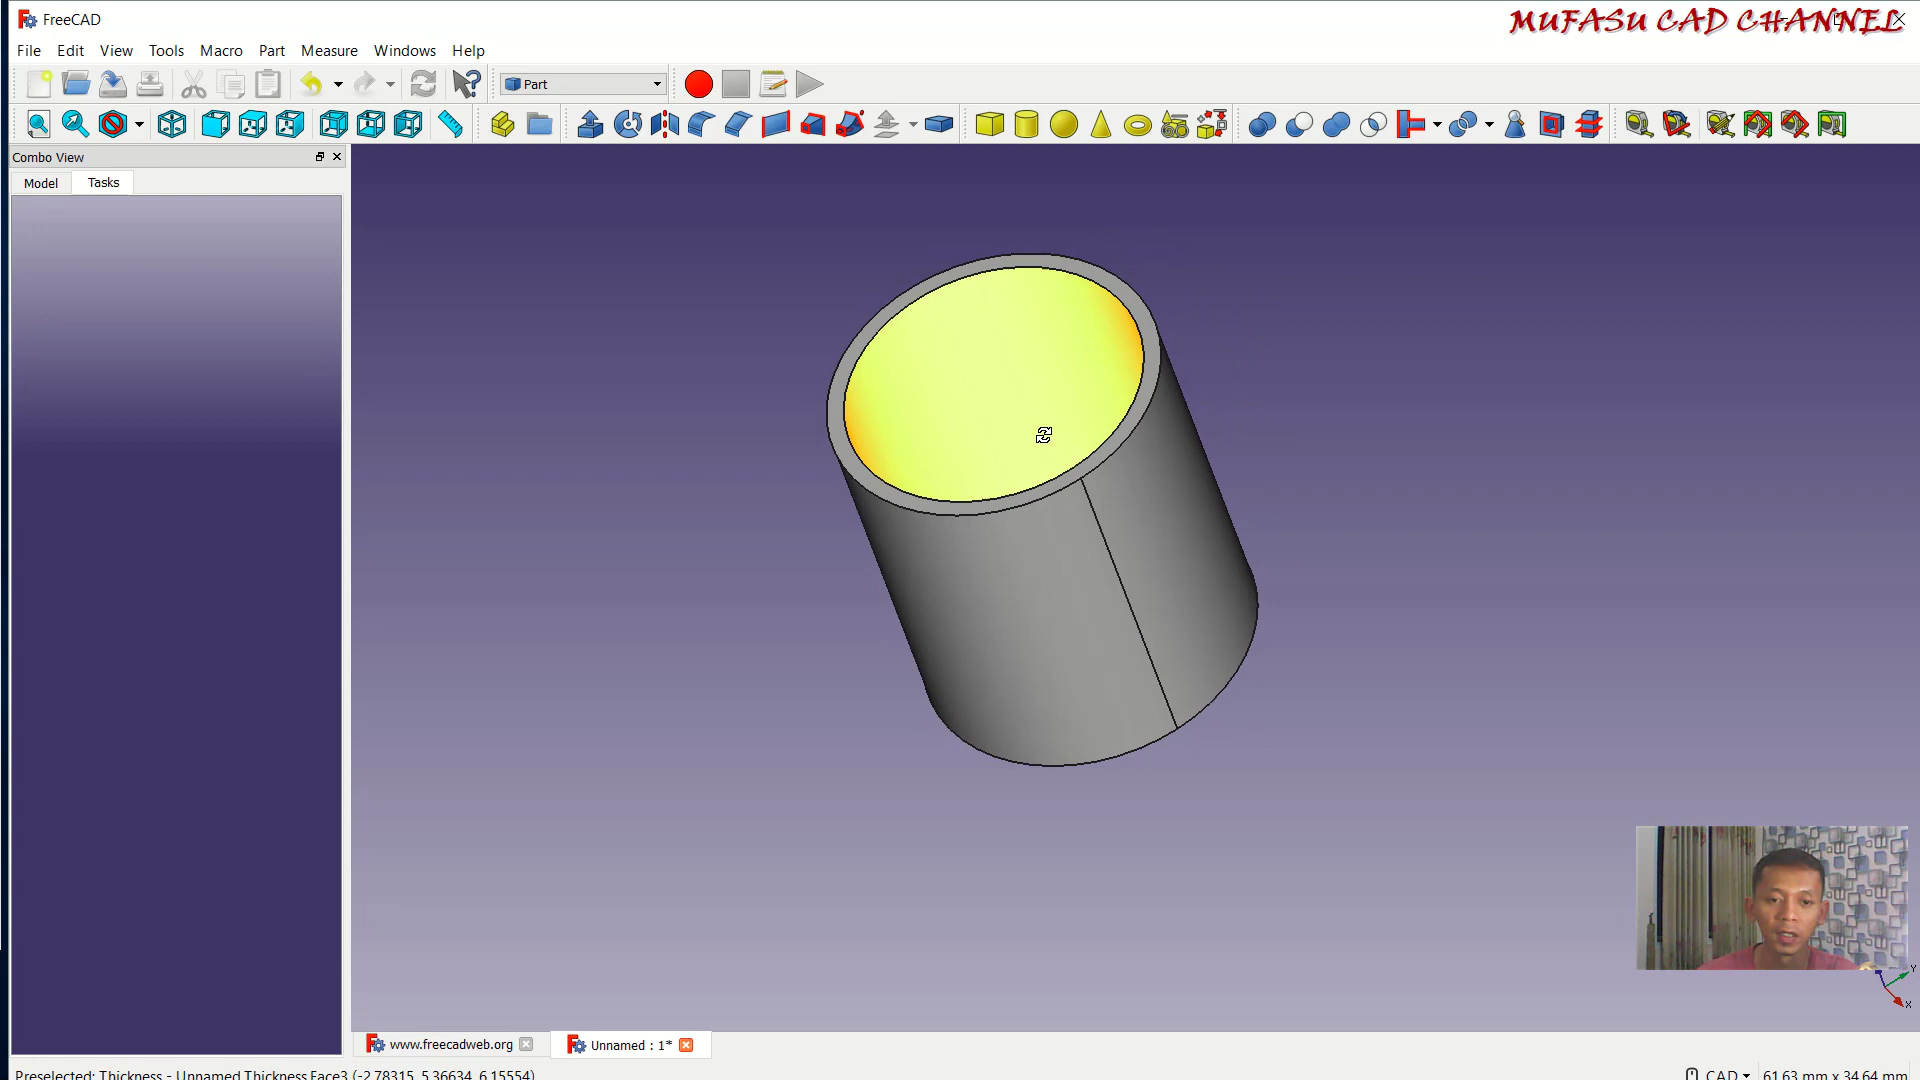 FreeCAD
MUFASU CAD CHANNEL
File Edit View Tools Macro Part Measure Windows Help
Part
Combo View
Model Tasks
Y
X
www.freecadweb.org
Unnamed : 1*
Preselected: Thickness - Unnamed.Thickness.Face3 (-2.78315, 5.36634, 6.15554)
CAD
61.63 mm x 34.64 mm